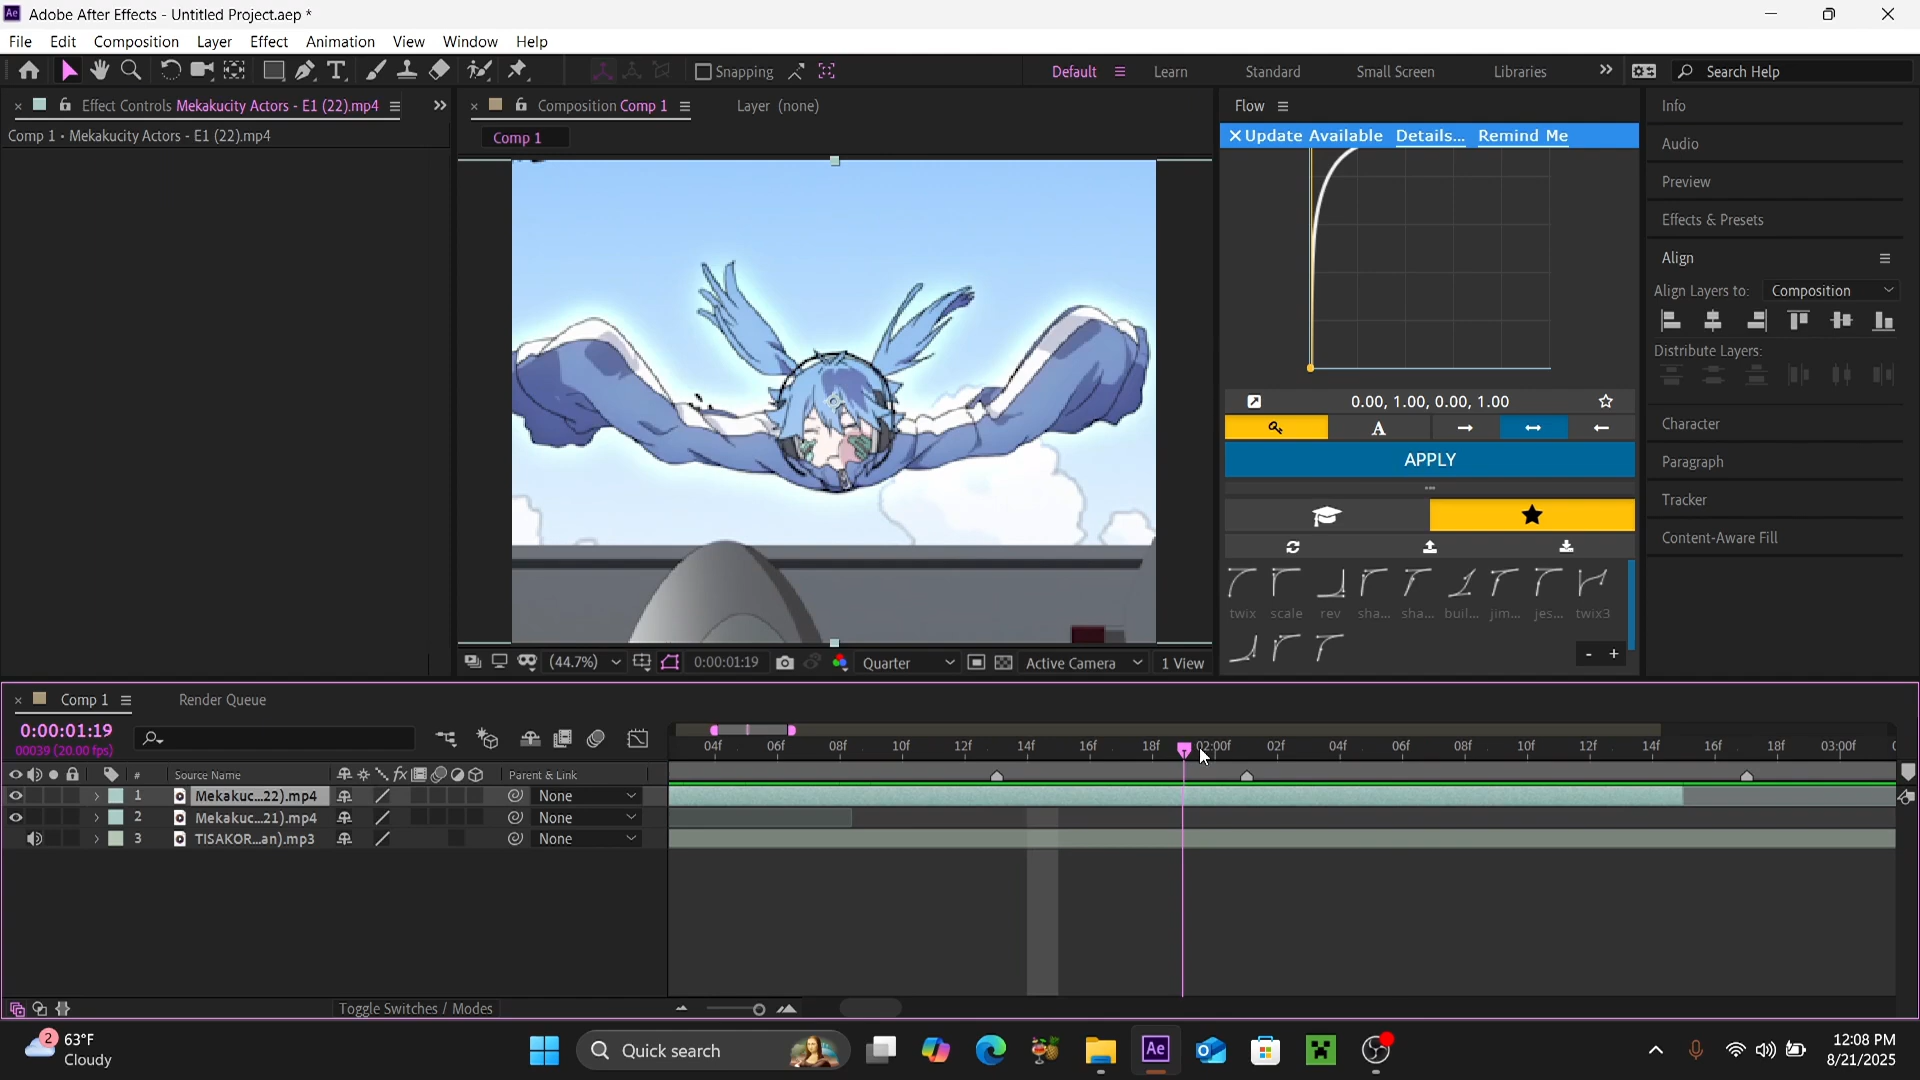 Adobe After Effects - Untitled Project.aep *
File Edit Composition Layer Effect Animation View Window Help
Snapping
Default Learn Standard Small Screen Libraries Search Help
Effect Controls Mekakucity Actors - E1 (22).mp4
Comp 1 • Mekakucity Actors - E1 (22).mp4
Composition Comp 1
Layer (none)
Comp 1
(44.7%) 0:00:01:19 Quarter Active Camera 1 View
Flow
Update Available Details... Remind Me
0.00, 1.00, 0.00, 1.00
A
APPLY
twix scale rev sha... sha... buil... jim... jes... twix3
- +
Info
Audio
Preview
Effects & Presets
Align
Align Layers to: Composition
Distribute Layers:
Character
Paragraph
Tracker
Content-Aware Fill
Comp 1
Render Queue
0:00:01:19
00039 (20.00 fps)
04f 06f 08f 10f 12f 14f 16f 18f 02:00f 02f 04f 06f 08f 10f 12f 14f 16f 18f 03:00f
# Source Name Parent & Link
1 Mekakuc...22).mp4 None
2 Mekakuc...21).mp4 None
3 TISAKOR...an).mp3 None
Toggle Switches / Modes
2
63°F
Cloudy
Quick search
Ae
12:08 PM
8/21/2025